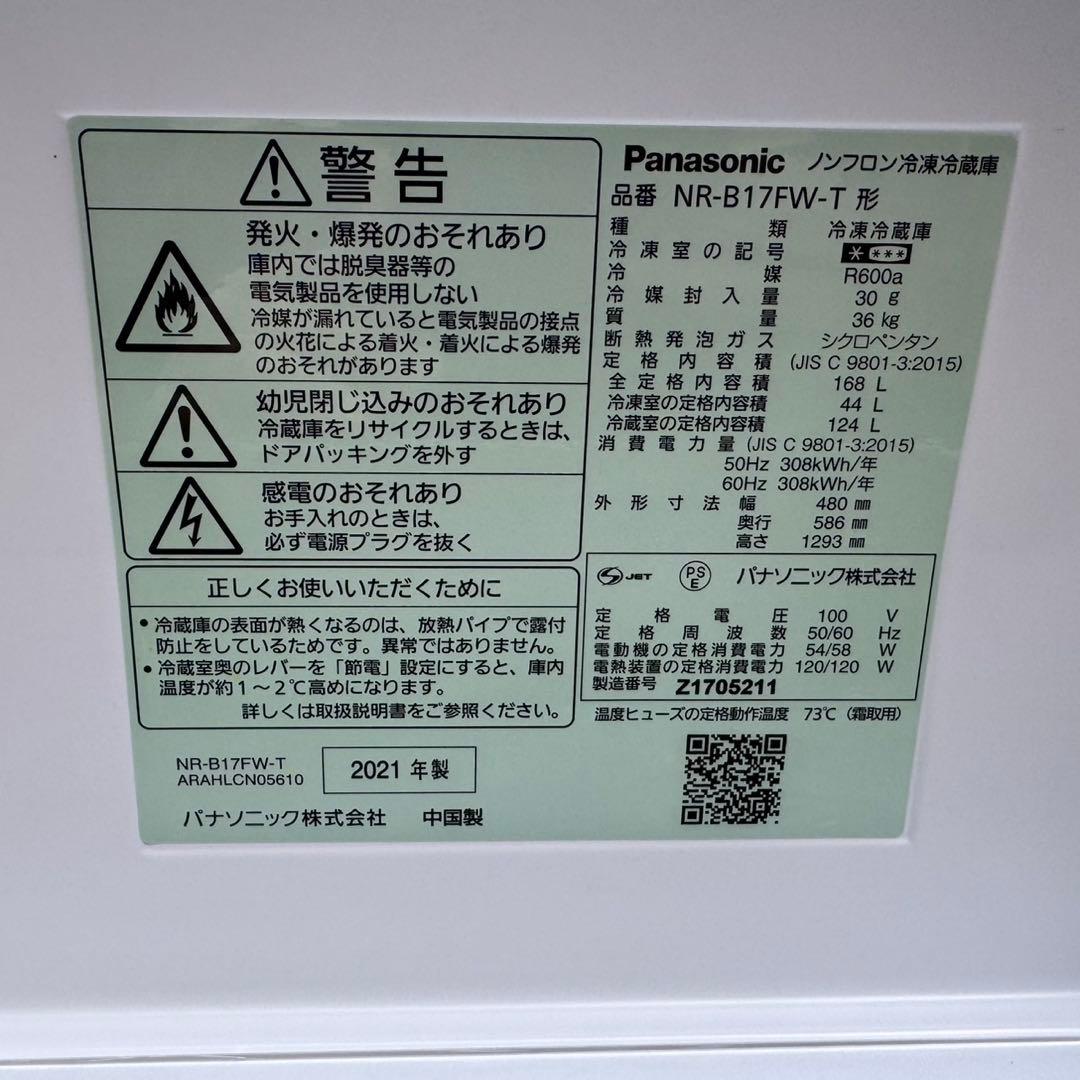 警告
発火・爆発のおそれあり
庫内では脱臭器等の
電気製品を使用しない
冷媒が漏れていると電気製品の接点
の火花による着火・着火による爆発
のおそれがあります
幼児閉じ込みのおそれあり
冷蔵庫をリサイクルするときは、
ドアパッキングを外す
感電のおそれあり
お手入れのときは、
必ず電源プラグを抜く
正しくお使いいただくために
・冷蔵庫の表面が熱くなるのは、放熱パイプで露付
防止をしているためです。異常ではありません。
・冷蔵室奥のレバーを「節電」設定にすると、庫内
温度が約1～2℃高めになります。
詳しくは取扱説明書をご参照ください。
NR-B17FW-T
ARAHLCN05610
2021 年製
パナソニック株式会社 中国製
Panasonic ノンフロン冷凍冷蔵庫
品番 NR-B17FW-T 形
種類 冷凍冷蔵庫
冷凍室の記号 * ***
冷媒 R600a
冷媒封入量 30 g
質量 36 kg
断熱発泡ガス シクロペンタン
定格内容積 (JIS C 9801-3:2015)
全定格内容積 168 L
冷凍室の定格内容積 44 L
冷蔵室の定格内容積 124 L
消費電力量 (JIS C 9801-3:2015)
50Hz 308kWh/年
60Hz 308kWh/年
外形寸法 幅 480 mm
奥行 586 mm
高さ 1293 mm
S JET PS E パナソニック株式会社
定格電圧 100 V
定格周波数 50/60 Hz
電動機の定格消費電力 54/58 W
電熱装置の定格消費電力 120/120 W
製造番号 Z1705211
温度ヒューズの定格動作温度 73℃（霜取用）